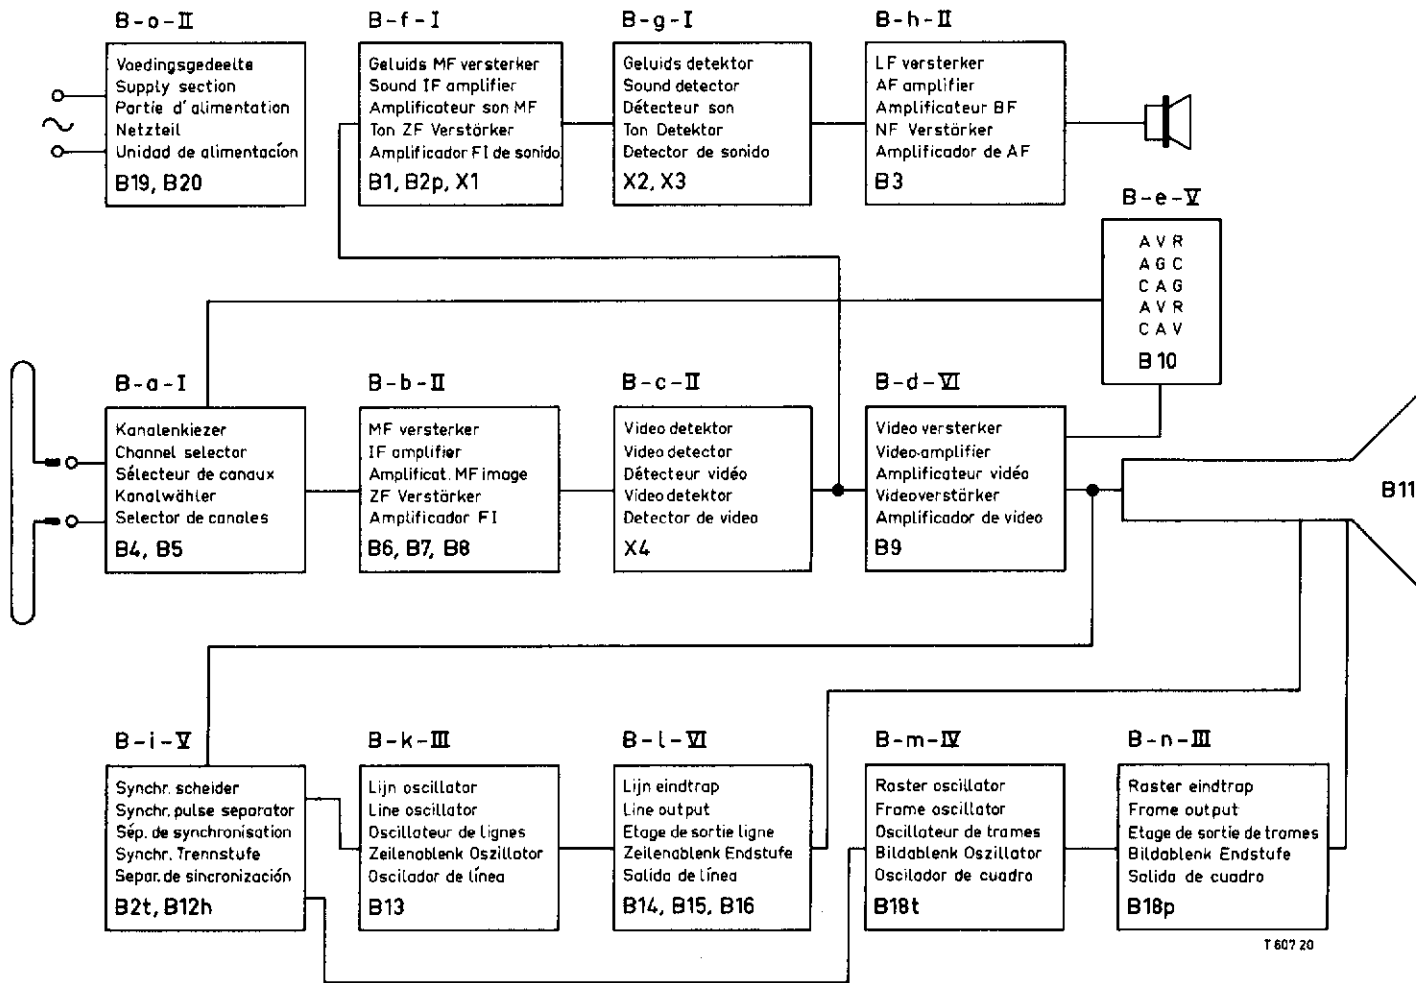 B-o-II
Voedingsgedeelte
Supply section
Partie d'alimentation
Netzteil
Unidad de alimentación
B19, B20
B-f-I
Geluids MF versterker
Sound IF amplifier
Amplificateur son MF
Ton ZF Verstärker
Amplificador FI de sonido
B1, B2p, X1
B-g-I
Geluids detektor
Sound detector
Détecteur son
Ton Detektor
Detector de sonido
X2, X3
B-h-II
LF versterker
AF amplifier
Amplificateur BF
NF Verstärker
Amplificador de AF
B3
B-e-V
AVR
AGC
CAG
AVR
CAV
B10
B-a-I
Kanalenkiezer
Channel selector
Sélecteur de canaux
Kanalwähler
Selector de canales
B4, B5
B-b-II
MF versterker
IF amplifier
Amplificat. MF image
ZF Verstärker
Amplificador FI
B6, B7, B8
B-c-II
Video detektor
Video detector
Détecteur vidéo
Video detektor
Detector de video
X4
B-d-VI
Video versterker
Video-amplifier
Amplificateur vidéo
Videoverstärker
Amplificador de video
B9
B11
B-i-V
Synchr. scheider
Synchr. pulse separator
Sép. de synchronisation
Synchr. Trennstufe
Separ. de sincronización
B2t, B12h
B-k-III
Lijn oscillator
Line oscillator
Oscillateur de lignes
Zeilenablenk Oszillator
Oscilador de línea
B13
B-l-VI
Lijn eindtrap
Line output
Etage de sortie ligne
Zeilenablenk Endstufe
Salida de línea
B14, B15, B16
B-m-IV
Raster oscillator
Frame oscillator
Oscillateur de trames
Bildablenk Oszillator
Oscilador de cuadro
B18t
B-n-III
Raster eindtrap
Frame output
Etage de sortie de trames
Bildablenk Endstufe
Salida de cuadro
B18p
T 607 20